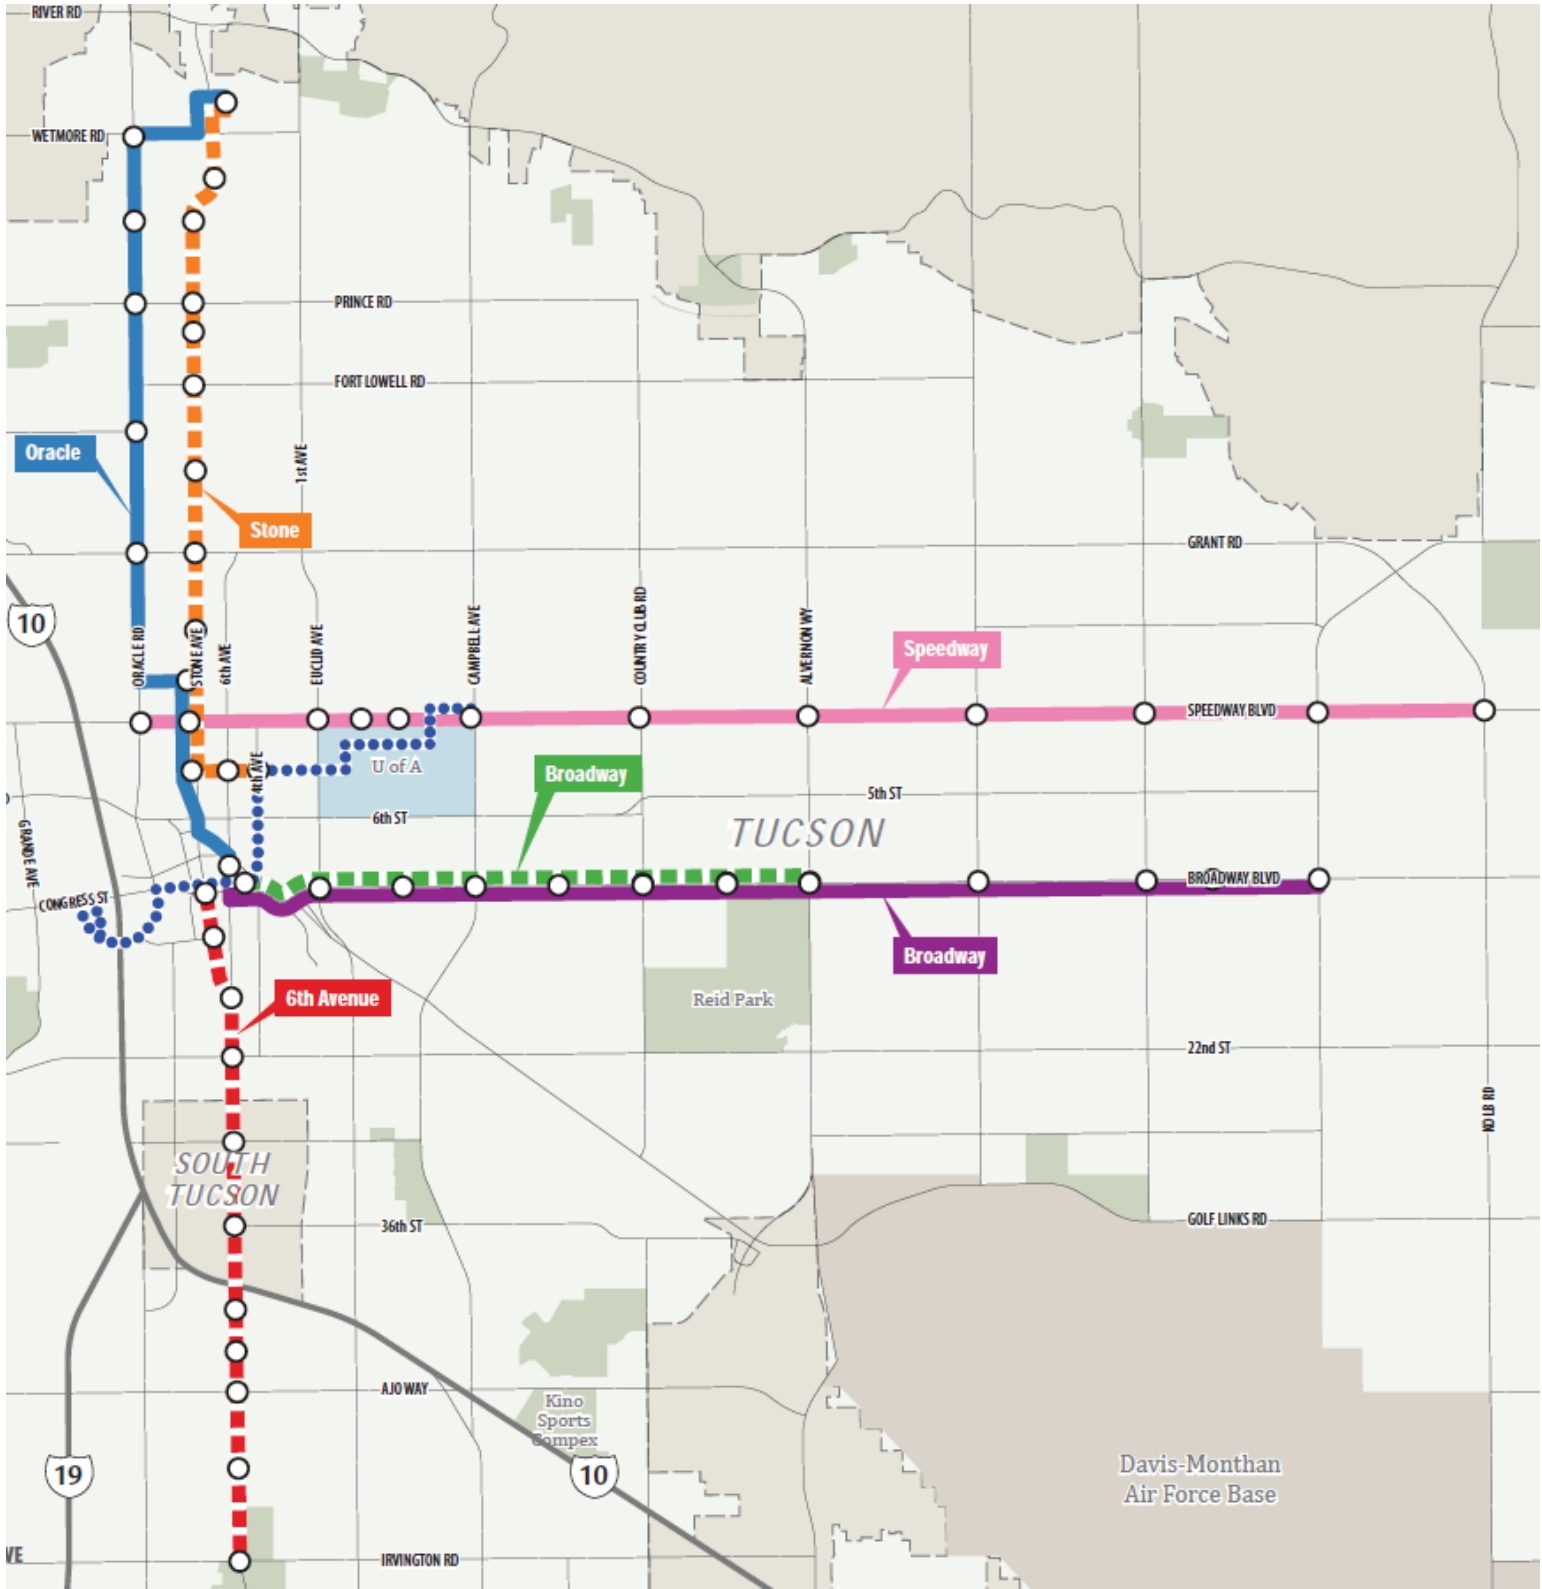 RIVER RD
WETMORE RD
PRINCE RD
FORT LOWELL RD
1st AVE
Oracle
Stone
GRANT RD
10
ORACLE RD
STONE AVE
6th AVE
EUCLID AVE
CAMPBELL AVE
COUNTRY CLUB RD
ALVERNON WY
Speedway
SPEEDWAY BLVD
4th AVE
U of A
Broadway
5th ST
6th ST
TUCSON
GRANDE AVE
CONGRESS ST
BROADWAY BLVD
Broadway
6th Avenue
Reid Park
22nd ST
KOLB RD
SOUTH
TUCSON
36th ST
GOLF LINKS RD
AJO WAY
Kino
Sports
Compex
19
10
Davis-Monthan
Air Force Base
VE
IRVINGTON RD